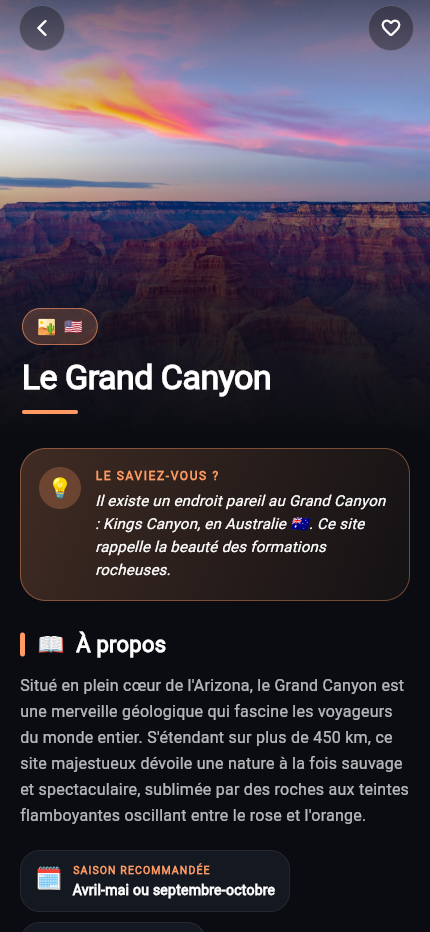 Le Grand Canyon
LE SAVIEZ-VOUS ?
Il existe un endroit pareil au Grand Canyon
: Kings Canyon, en Australie 🇦🇺. Ce site
rappelle la beauté des formations
rocheuses.
📖 À propos
Situé en plein cœur de l'Arizona, le Grand Canyon est
une merveille géologique qui fascine les voyageurs
du monde entier. S'étendant sur plus de 450 km, ce
site majestueux dévoile une nature à la fois sauvage
et spectaculaire, sublimée par des roches aux teintes
flamboyantes oscillant entre le rose et l'orange.
SAISON RECOMMANDÉE
Avril-mai ou septembre-octobre